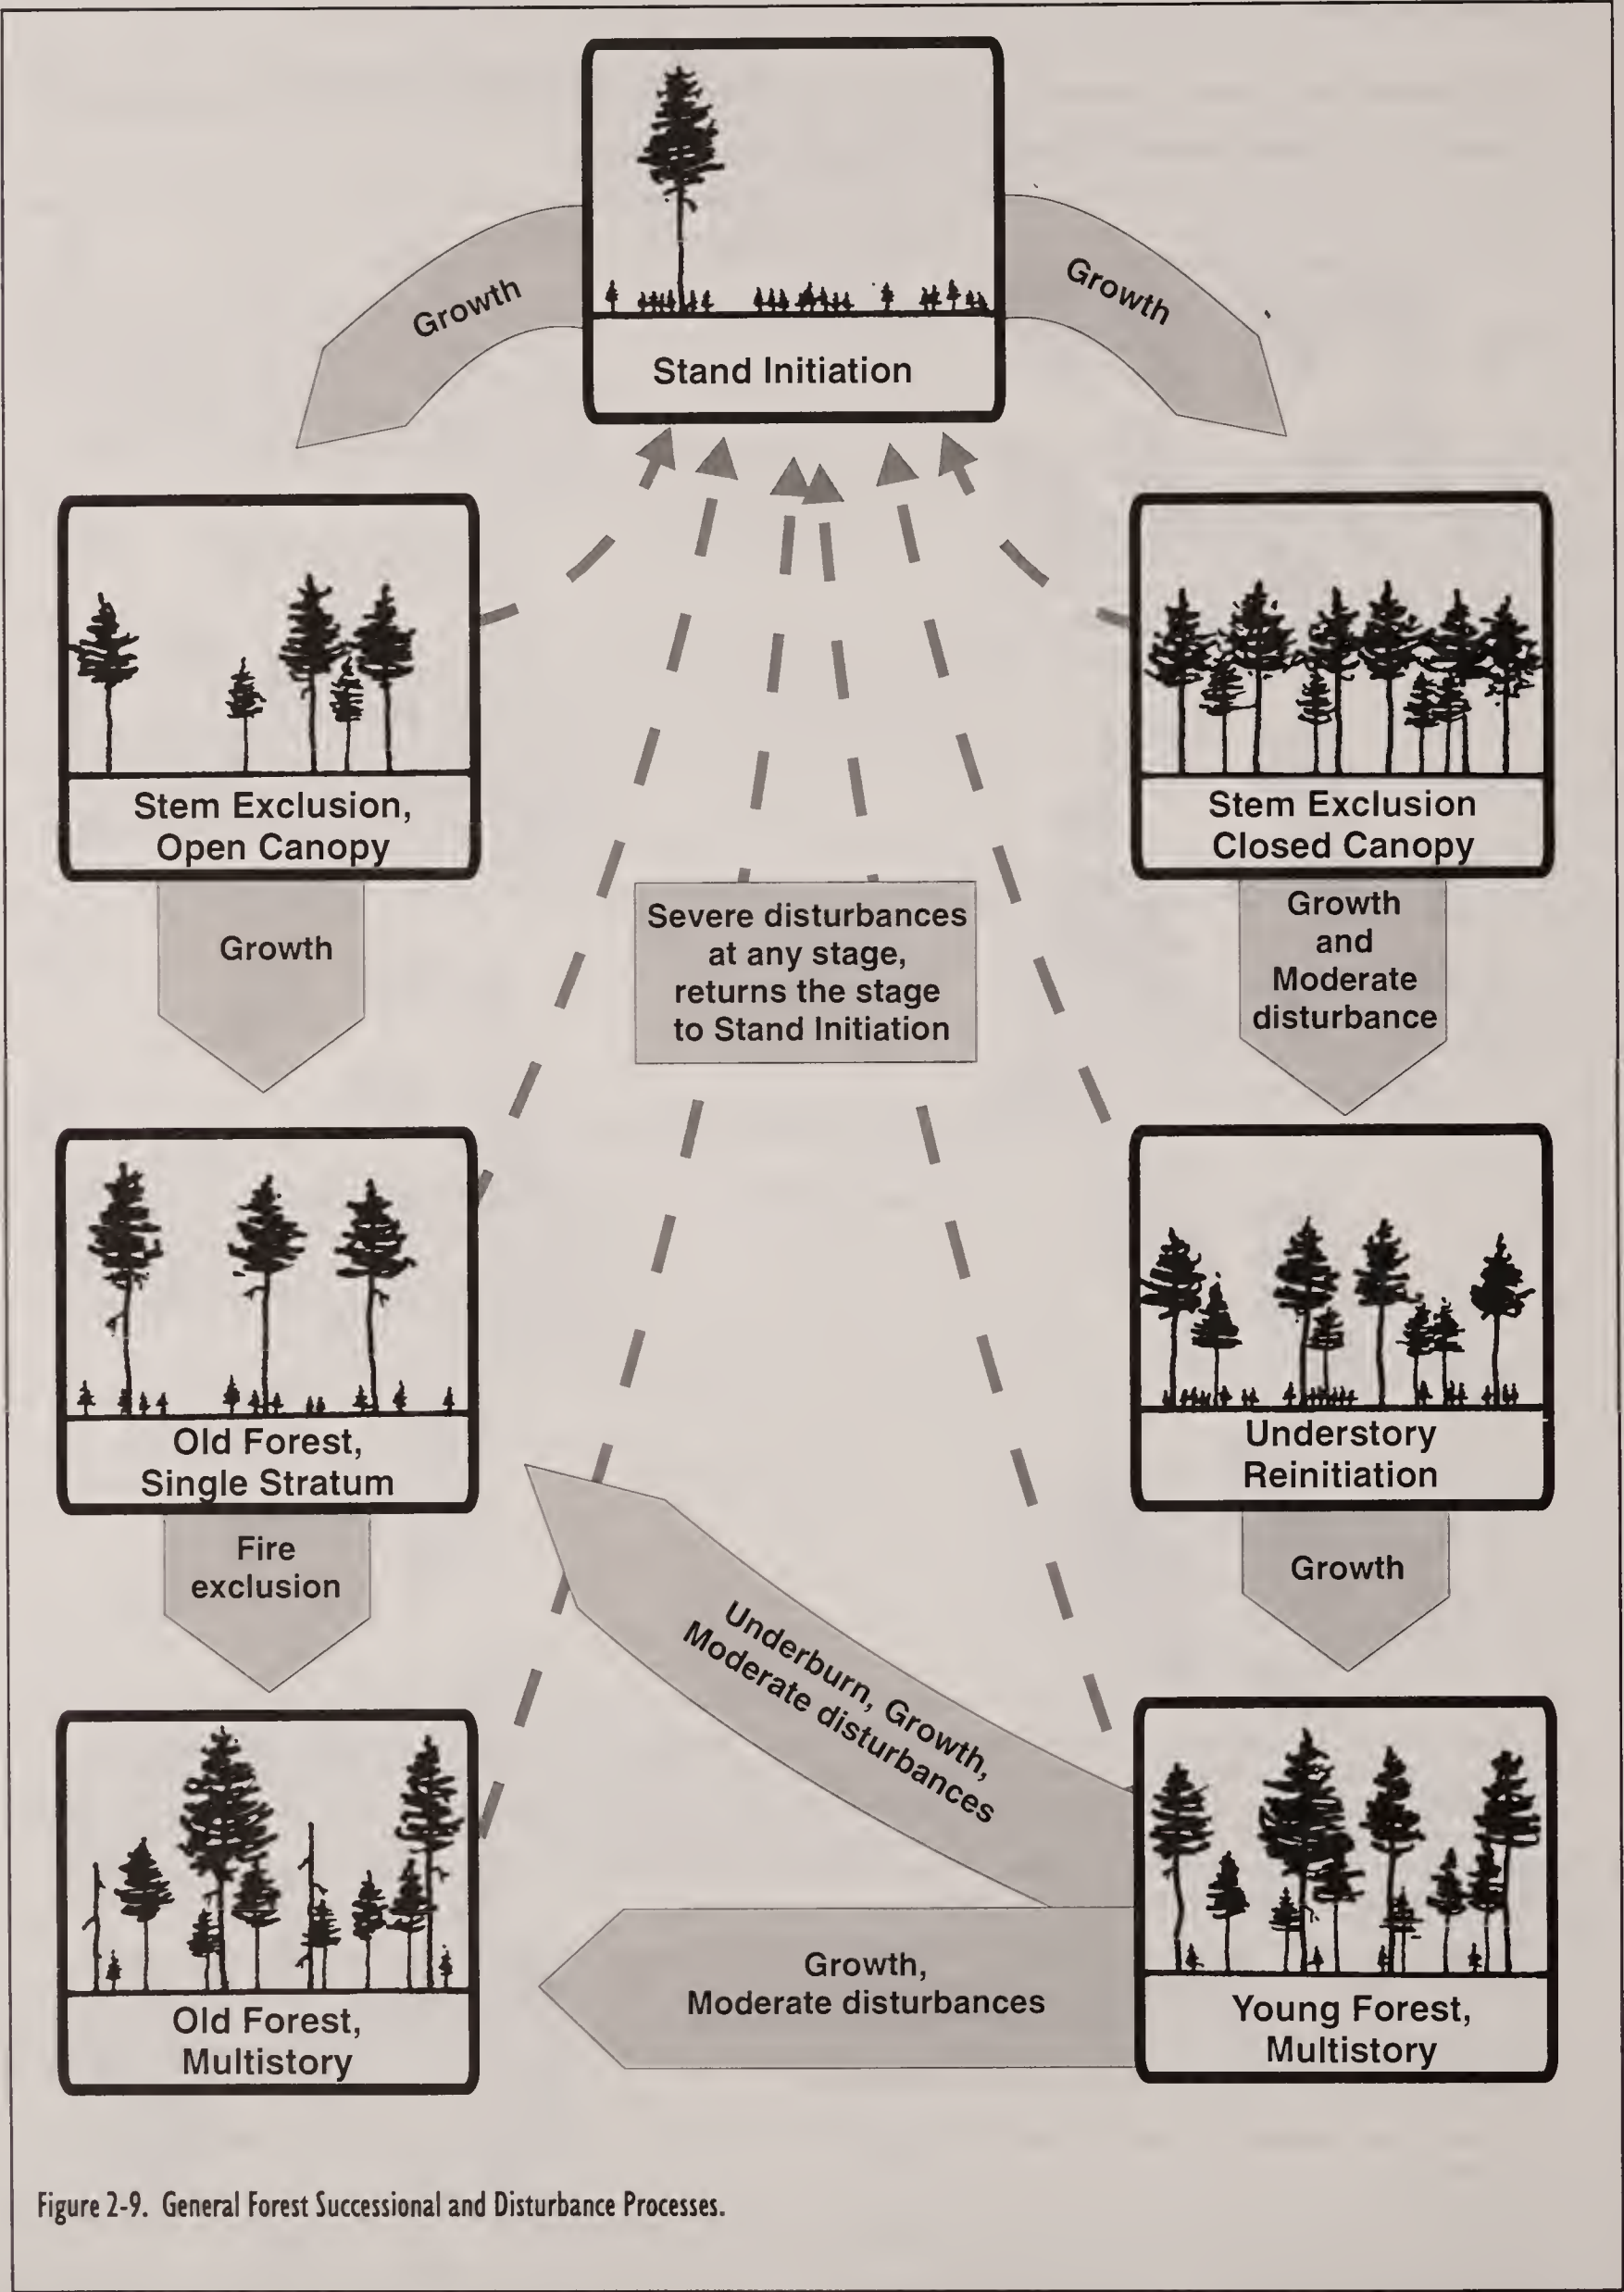 Growth
Growth
Stand Initiation
Stem Exclusion,
Open Canopy
Stem Exclusion
Closed Canopy
Growth
Severe disturbances
at any stage,
returns the stage
to Stand Initiation
Growth
and
Moderate
disturbance
Old Forest,
Single Stratum
Understory
Reinitiation
Fire
exclusion
Growth
Underburn, Growth,
Moderate disturbances
Old Forest,
Multistory
Growth,
Moderate disturbances
Young Forest,
Multistory
Figure 2-9. General Forest Successional and Disturbance Processes.